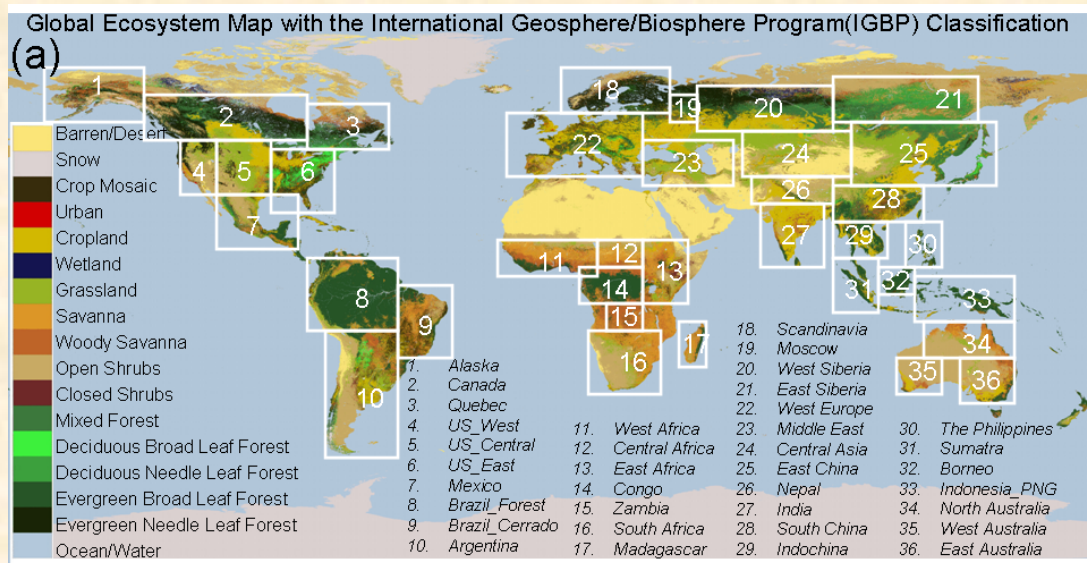 Global Ecosystem Map with the International Geosphere/Biosphere Program(IGBP) Classification
(a)
1
2
3
4
5
6
7
8
9
10
11
12
13
14
15
16
17
18
19
20
21
22
23
24
25
26
27
28
29
30
31
32
33
34
35
36
Barren/Desert
Snow
Crop Mosaic
Urban
Cropland
Wetland
Grassland
Savanna
Woody Savanna
Open Shrubs
Closed Shrubs
Mixed Forest
Deciduous Broad Leaf Forest
Deciduous Needle Leaf Forest
Evergreen Broad Leaf Forest
Evergreen Needle Leaf Forest
Ocean/Water
1. Alaska
2. Canada
3. Quebec
4. US_West
5. US_Central
6. US_East
7. Mexico
8. Brazil_Forest
9. Brazil_Cerrado
10. Argentina
11. West Africa
12. Central Africa
13. East Africa
14. Congo
15. Zambia
16. South Africa
17. Madagascar
18. Scandinavia
19. Moscow
20. West Siberia
21. East Siberia
22. West Europe
23. Middle East
24. Central Asia
25. East China
26. Nepal
27. India
28. South China
29. Indochina
30. The Philippines
31. Sumatra
32. Borneo
33. Indonesia_PNG
34. North Australia
35. West Australia
36. East Australia